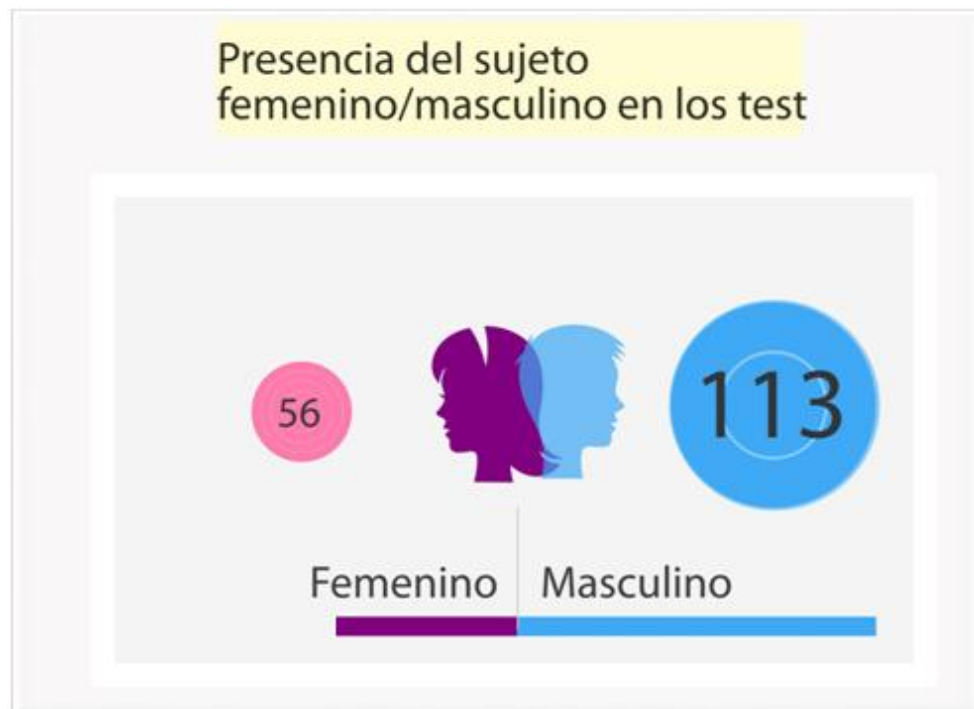 Presencia del sujeto
femenino/masculino en los test
56
113
Femenino
Masculino